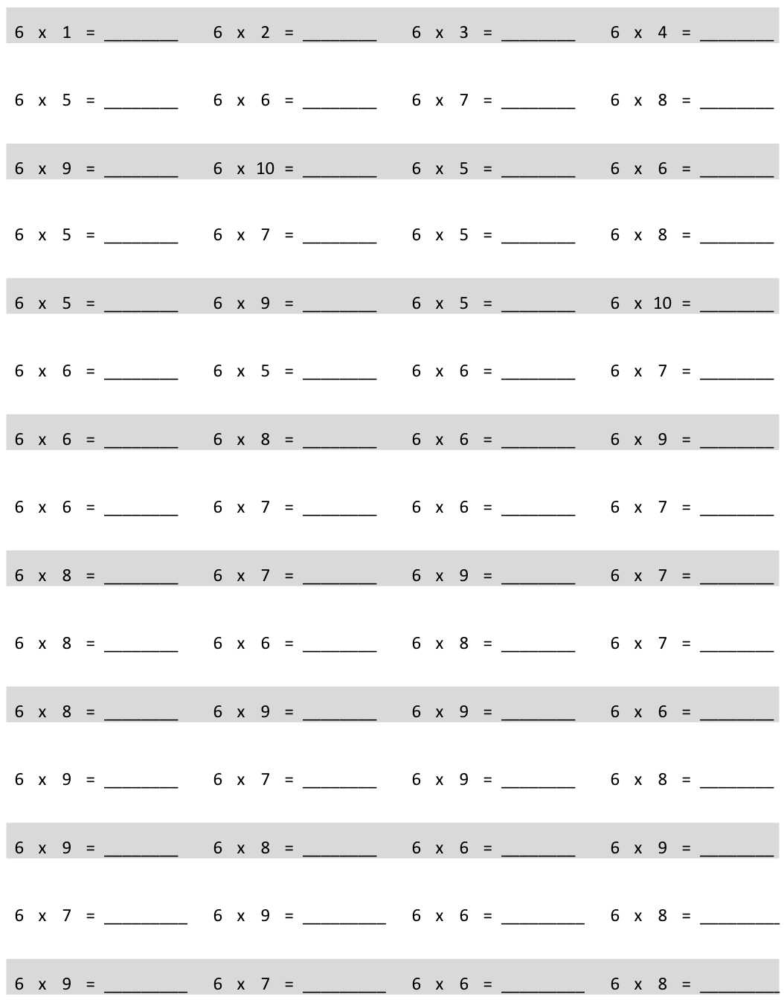 6 x 1 = ________ 6 x 2 = ________ 6 x 3 = ________ 6 x 4 = ________
6 x 5 = ________ 6 x 6 = ________ 6 x 7 = ________ 6 x 8 = ________
6 x 9 = ________ 6 x 10 = ________ 6 x 5 = ________ 6 x 6 = ________
6 x 5 = ________ 6 x 7 = ________ 6 x 5 = ________ 6 x 8 = ________
6 x 5 = ________ 6 x 9 = ________ 6 x 5 = ________ 6 x 10 = ________
6 x 6 = ________ 6 x 5 = ________ 6 x 6 = ________ 6 x 7 = ________
6 x 6 = ________ 6 x 8 = ________ 6 x 6 = ________ 6 x 9 = ________
6 x 6 = ________ 6 x 7 = ________ 6 x 6 = ________ 6 x 7 = ________
6 x 8 = ________ 6 x 7 = ________ 6 x 9 = ________ 6 x 7 = ________
6 x 8 = ________ 6 x 6 = ________ 6 x 8 = ________ 6 x 7 = ________
6 x 8 = ________ 6 x 9 = ________ 6 x 9 = ________ 6 x 6 = ________
6 x 9 = ________ 6 x 7 = ________ 6 x 9 = ________ 6 x 8 = ________
6 x 9 = ________ 6 x 8 = ________ 6 x 6 = ________ 6 x 9 = ________
6 x 7 = _________ 6 x 9 = _________ 6 x 6 = _________ 6 x 8 = _________
6 x 9 = _________ 6 x 7 = _________ 6 x 6 = _________ 6 x 8 = _________